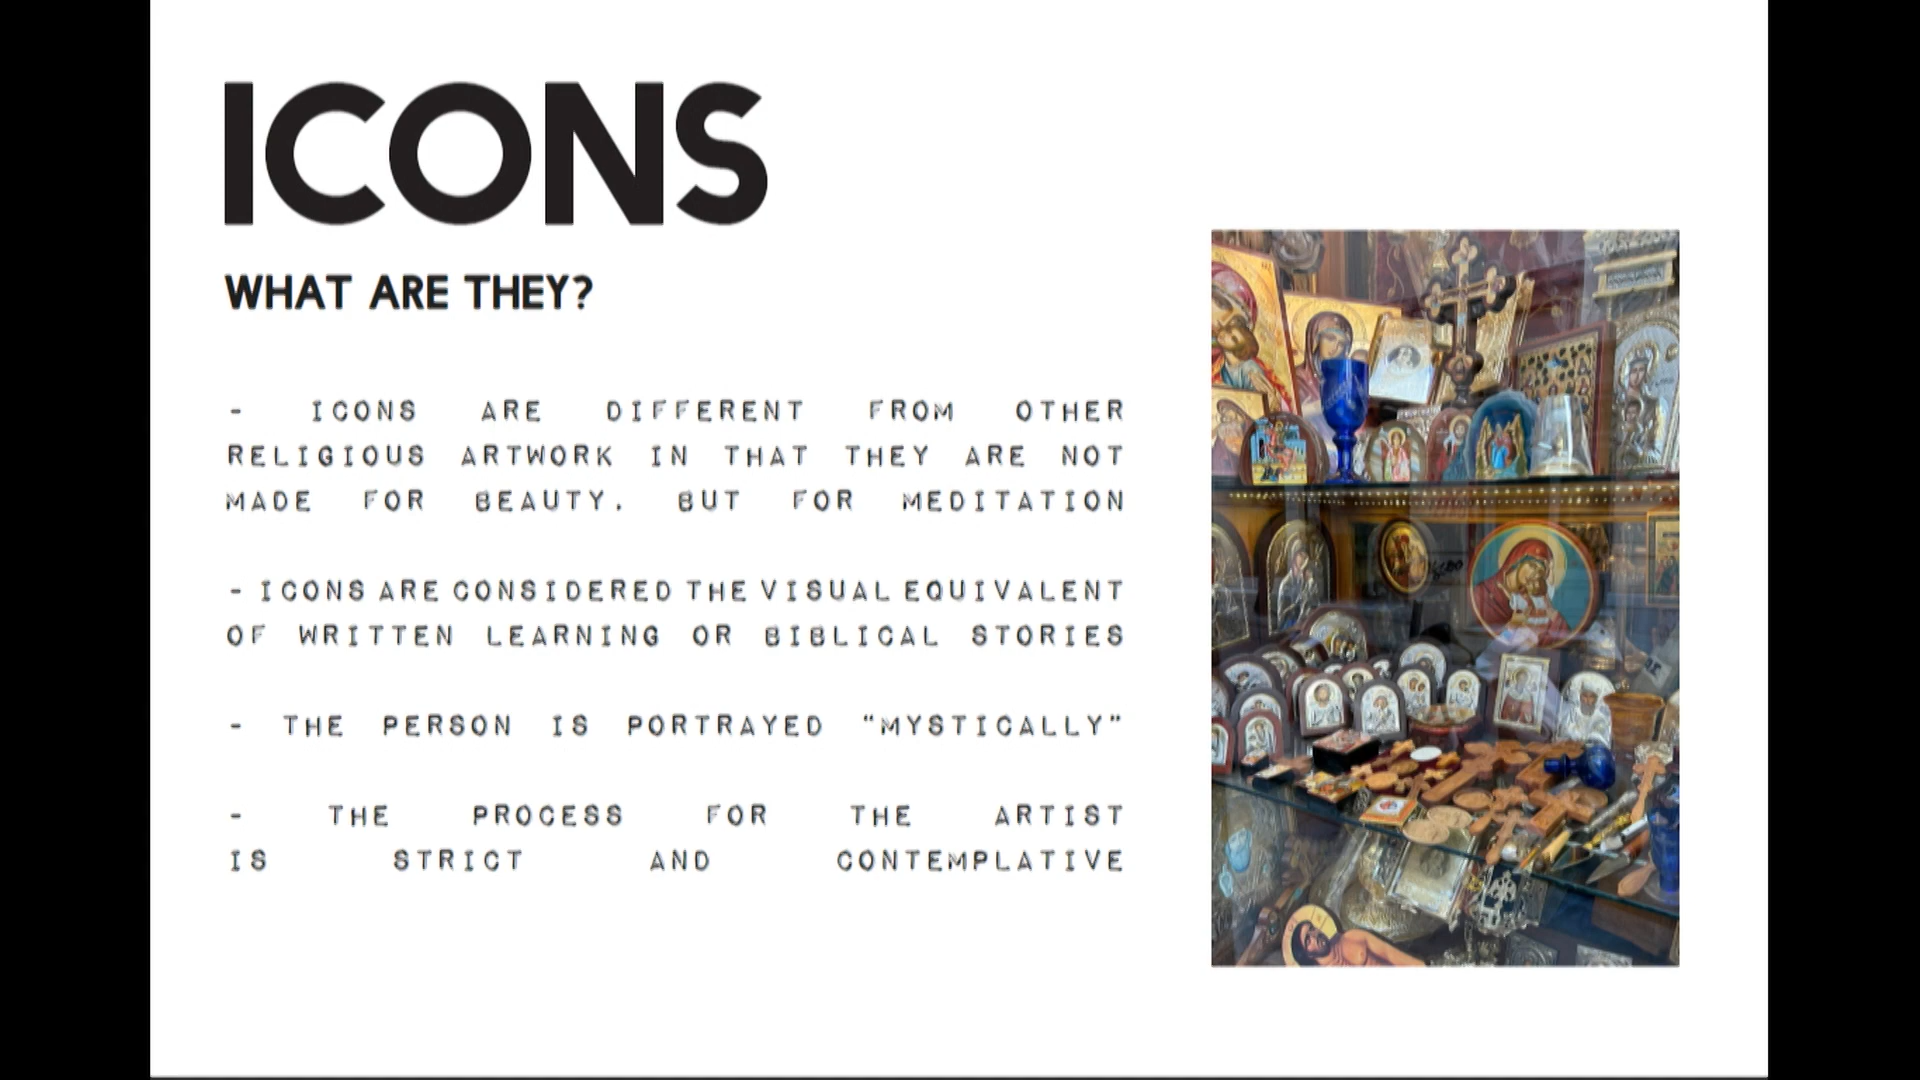 ICONS
WHAT ARE THEY?
- ICONS ARE DIFFERENT FROM OTHER
RELIGIOUS ARTWORK IN THAT THEY ARE NOT
MADE FOR BEAUTY, BUT FOR MEDITATION
- ICONS ARE CONSIDERED THE VISUAL EQUIVALENT
OF WRITTEN LEARNING OR BIBLICAL STORIES
- THE PERSON IS PORTRAYED "MYSTICALLY"
- THE PROCESS FOR THE ARTIST
IS STRICT AND CONTEMPLATIVE